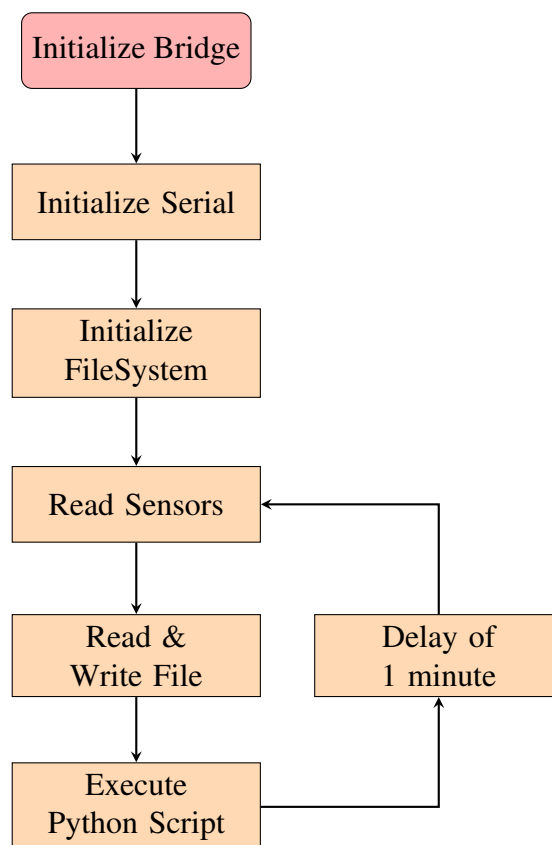 Initialize Bridge
Initialize Serial
Initialize
FileSystem
Read Sensors
Read &
Write File
Delay of
1 minute
Execute
Python Script